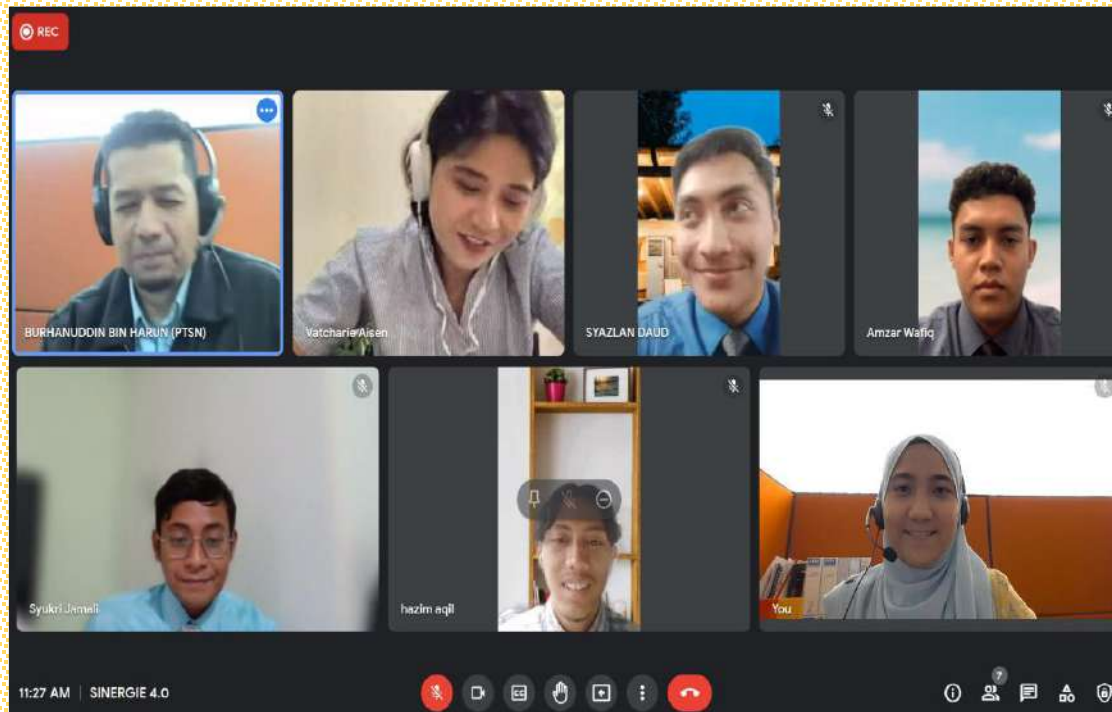 REC
BURHANUDDIN BIN HARUN (PTSN)
Vatcharie Aisen
SYAZLAN DAUD
Amzar Wafiq
Syukri Jamali
hazim aqil
You
7
11:27 AM | SINERGIE 4.0
CC